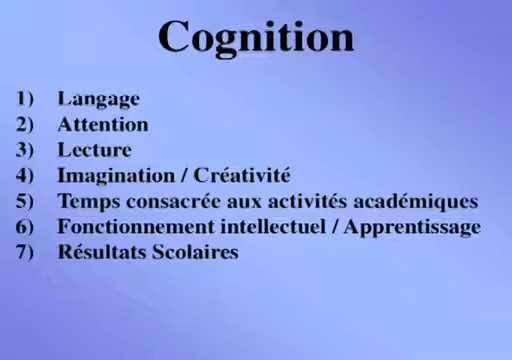 Cognition
1) Langage
2) Attention
3) Lecture
4) Imagination / Créativité
5) Temps consacrée aux activités académiques
6) Fonctionnement intellectuel / Apprentissage
7) Résultats Scolaires